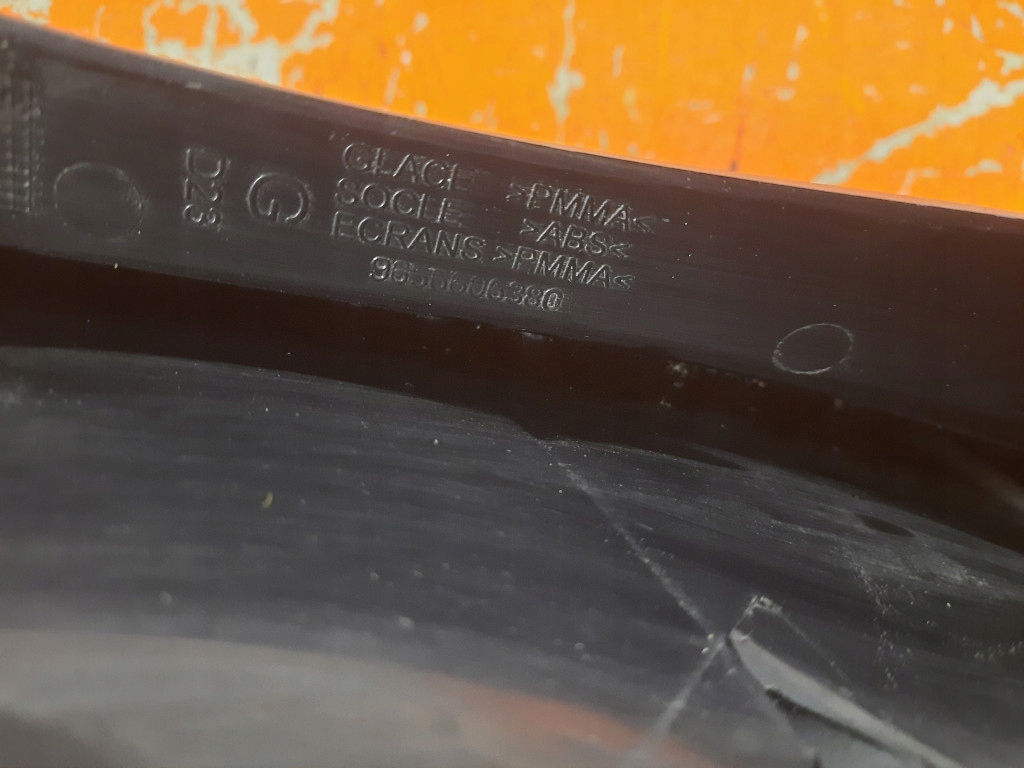 GLACE >PMMA<
SOCLE >ABS<
ECRANS >PMMA<
G
D23